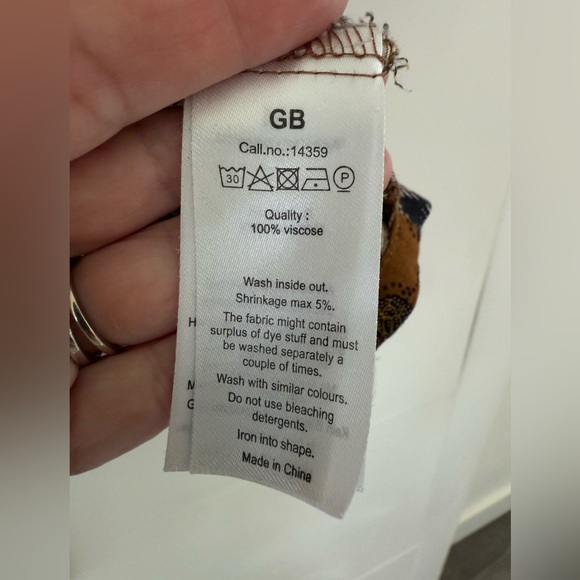 GB
Call.no.:14359
30 P
Quality :
100% viscose
Wash inside out.
Shrinkage max 5%.
The fabric might contain
surplus of dye stuff and must
be washed separately a
couple of times.
Wash with similar colours.
Do not use bleaching
detergents.
Iron into shape.
Made in China
H
M
G